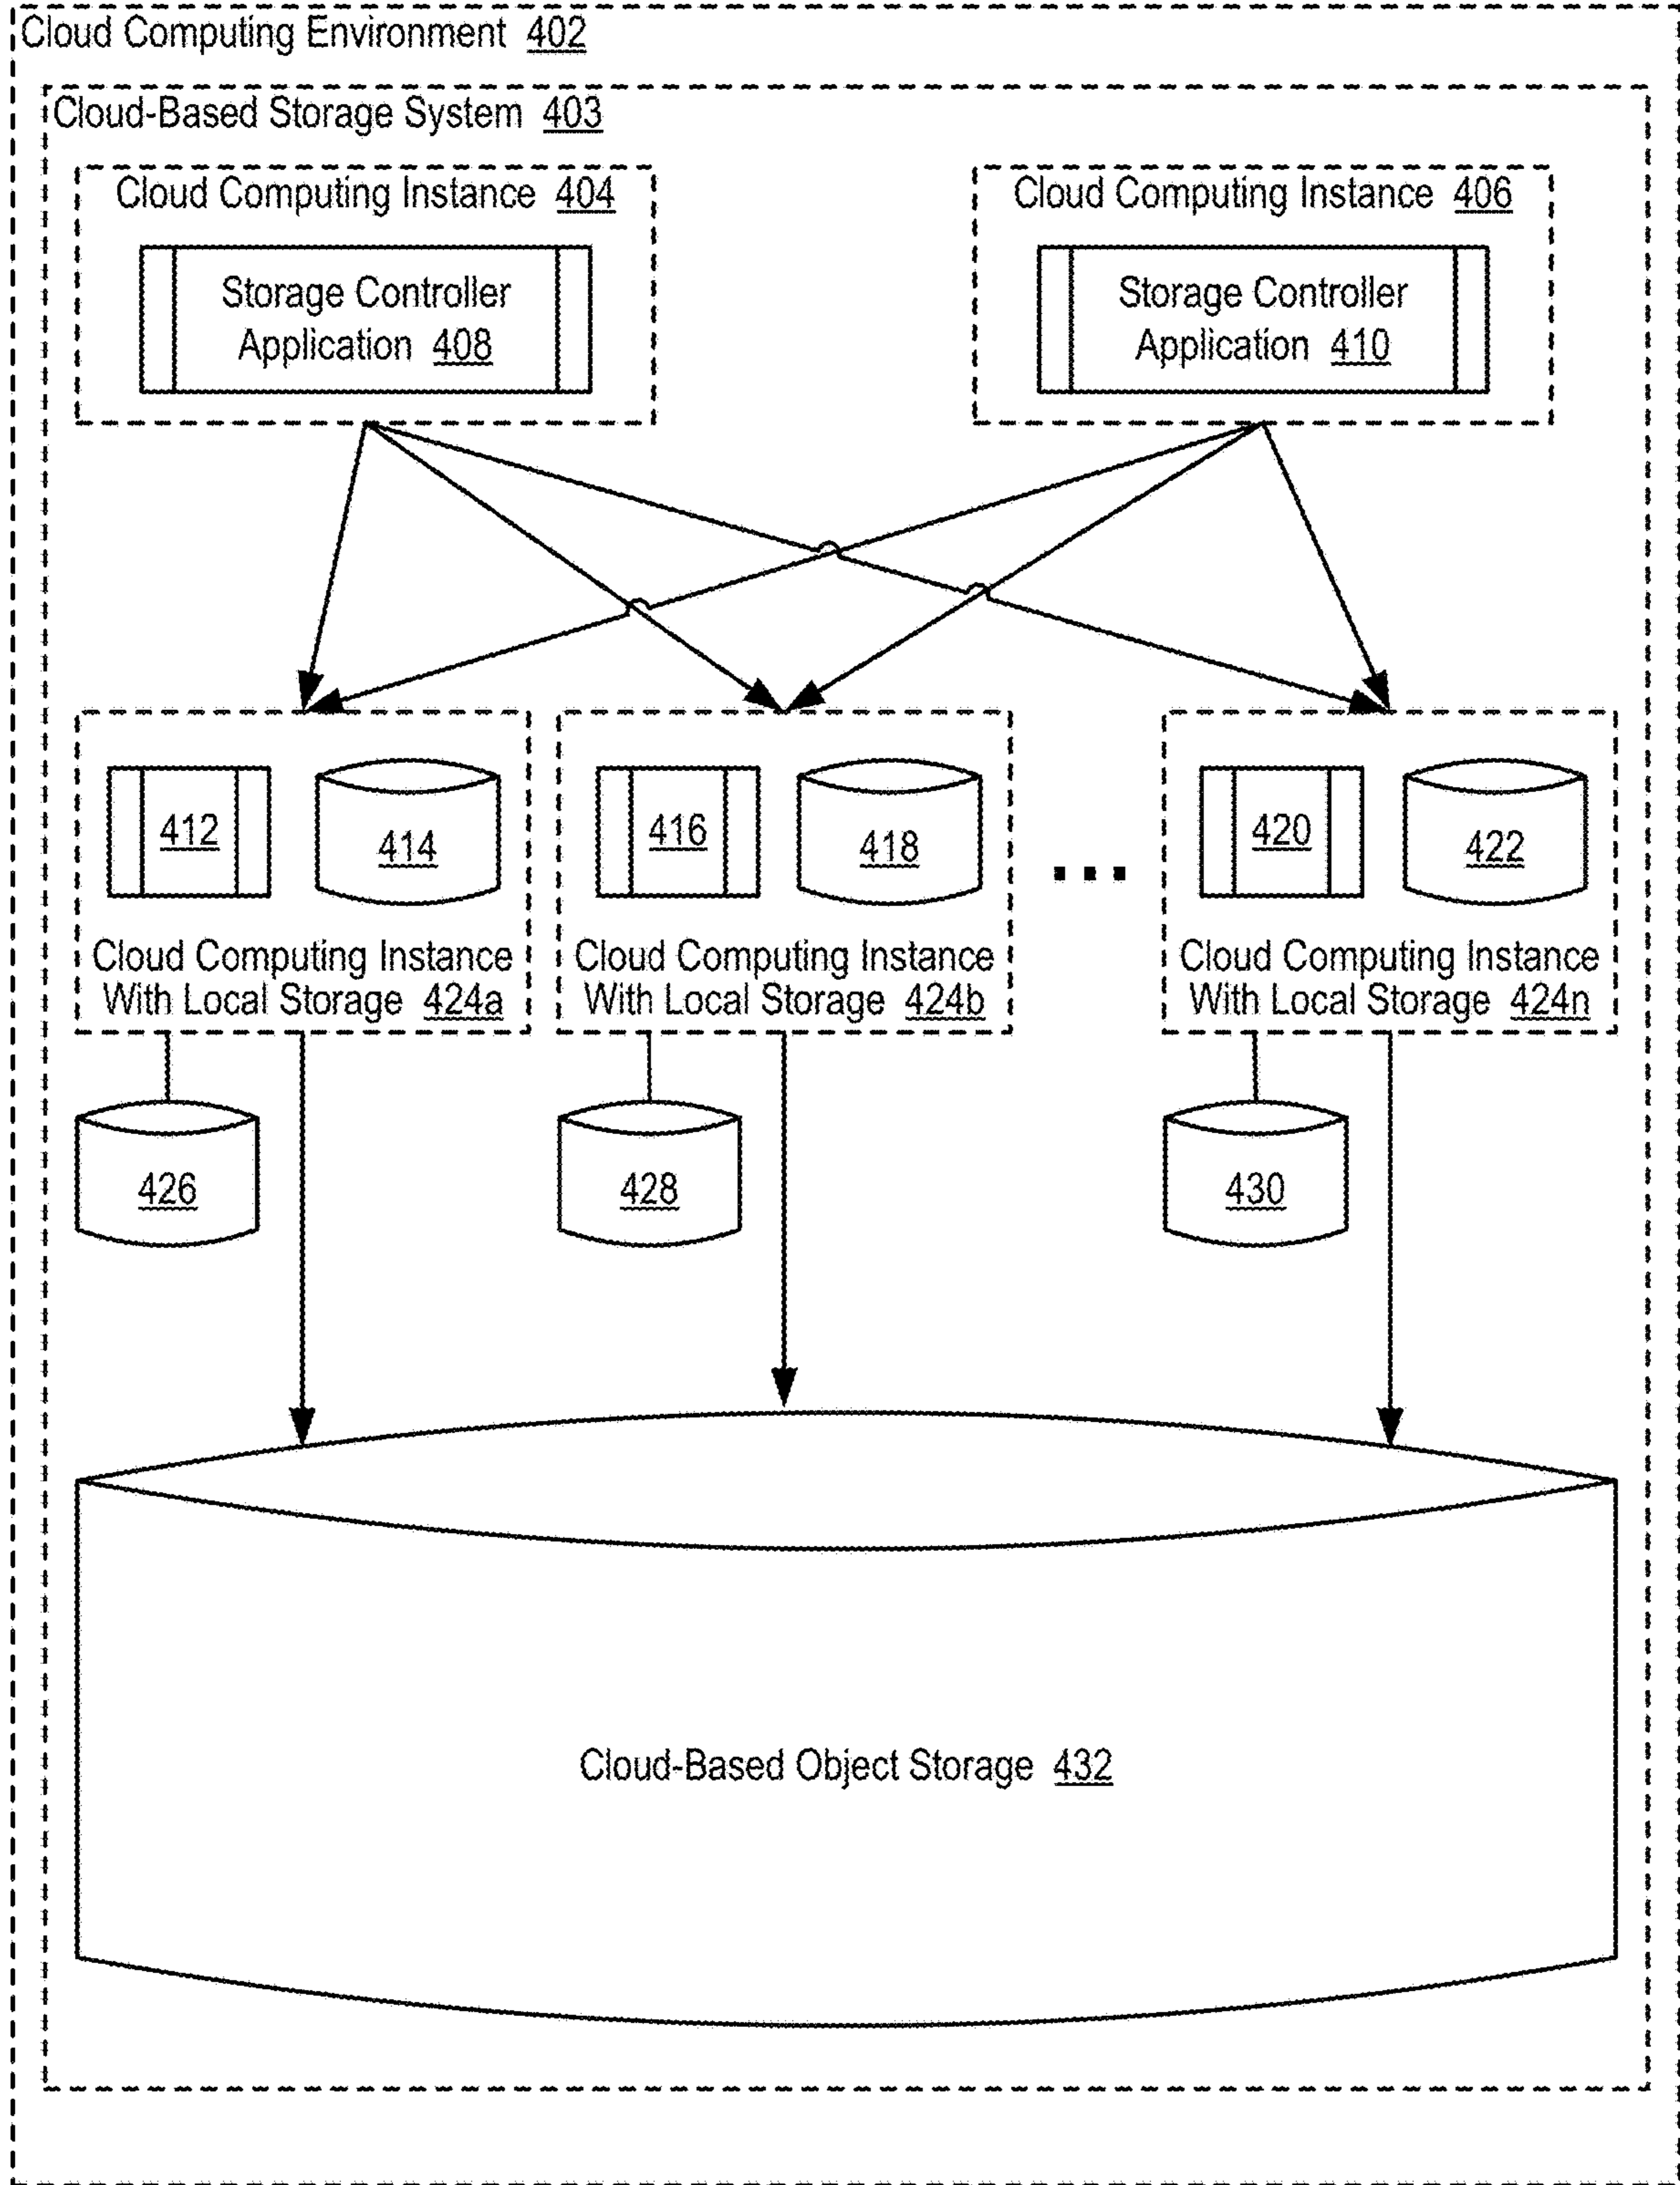 Cloud Computing Environment 402
Cloud-Based Storage System 403
Cloud Computing Instance 404
Storage Controller
Application 408
Cloud Computing Instance 406
Storage Controller
Application 410
412
414
Cloud Computing Instance
With Local Storage 424a
416
418
Cloud Computing Instance
With Local Storage 424b
...
420
422
Cloud Computing Instance
With Local Storage 424n
426
428
430
Cloud-Based Object Storage 432